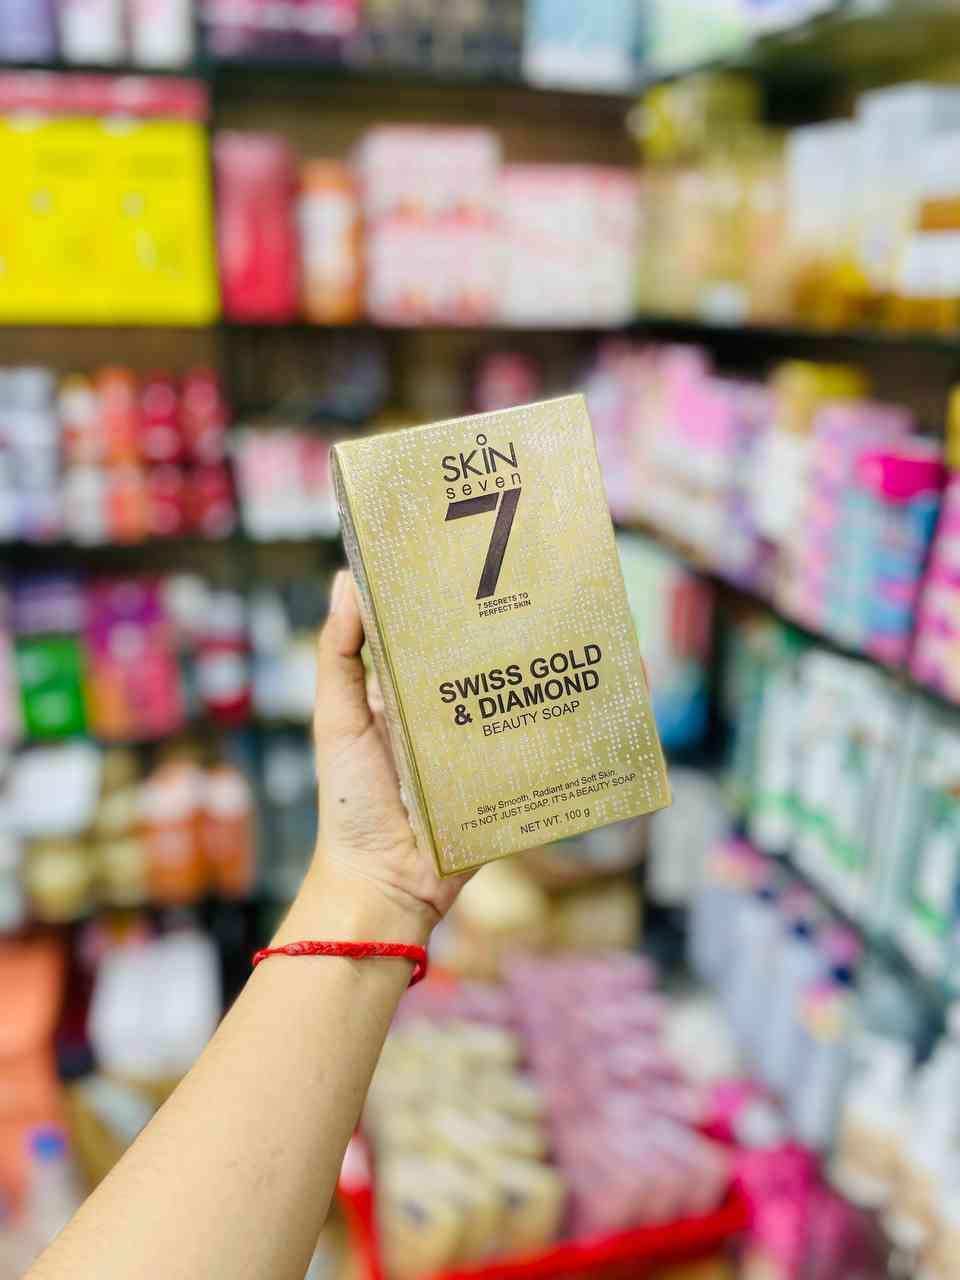 SKIN
seven
7
7 SECRETS TO
PERFECT SKIN
SWISS GOLD
& DIAMOND
BEAUTY SOAP
Silky Smooth, Radiant and Soft Skin,
IT'S NOT JUST SOAP, IT'S A BEAUTY SOAP
NET WT. 100 g